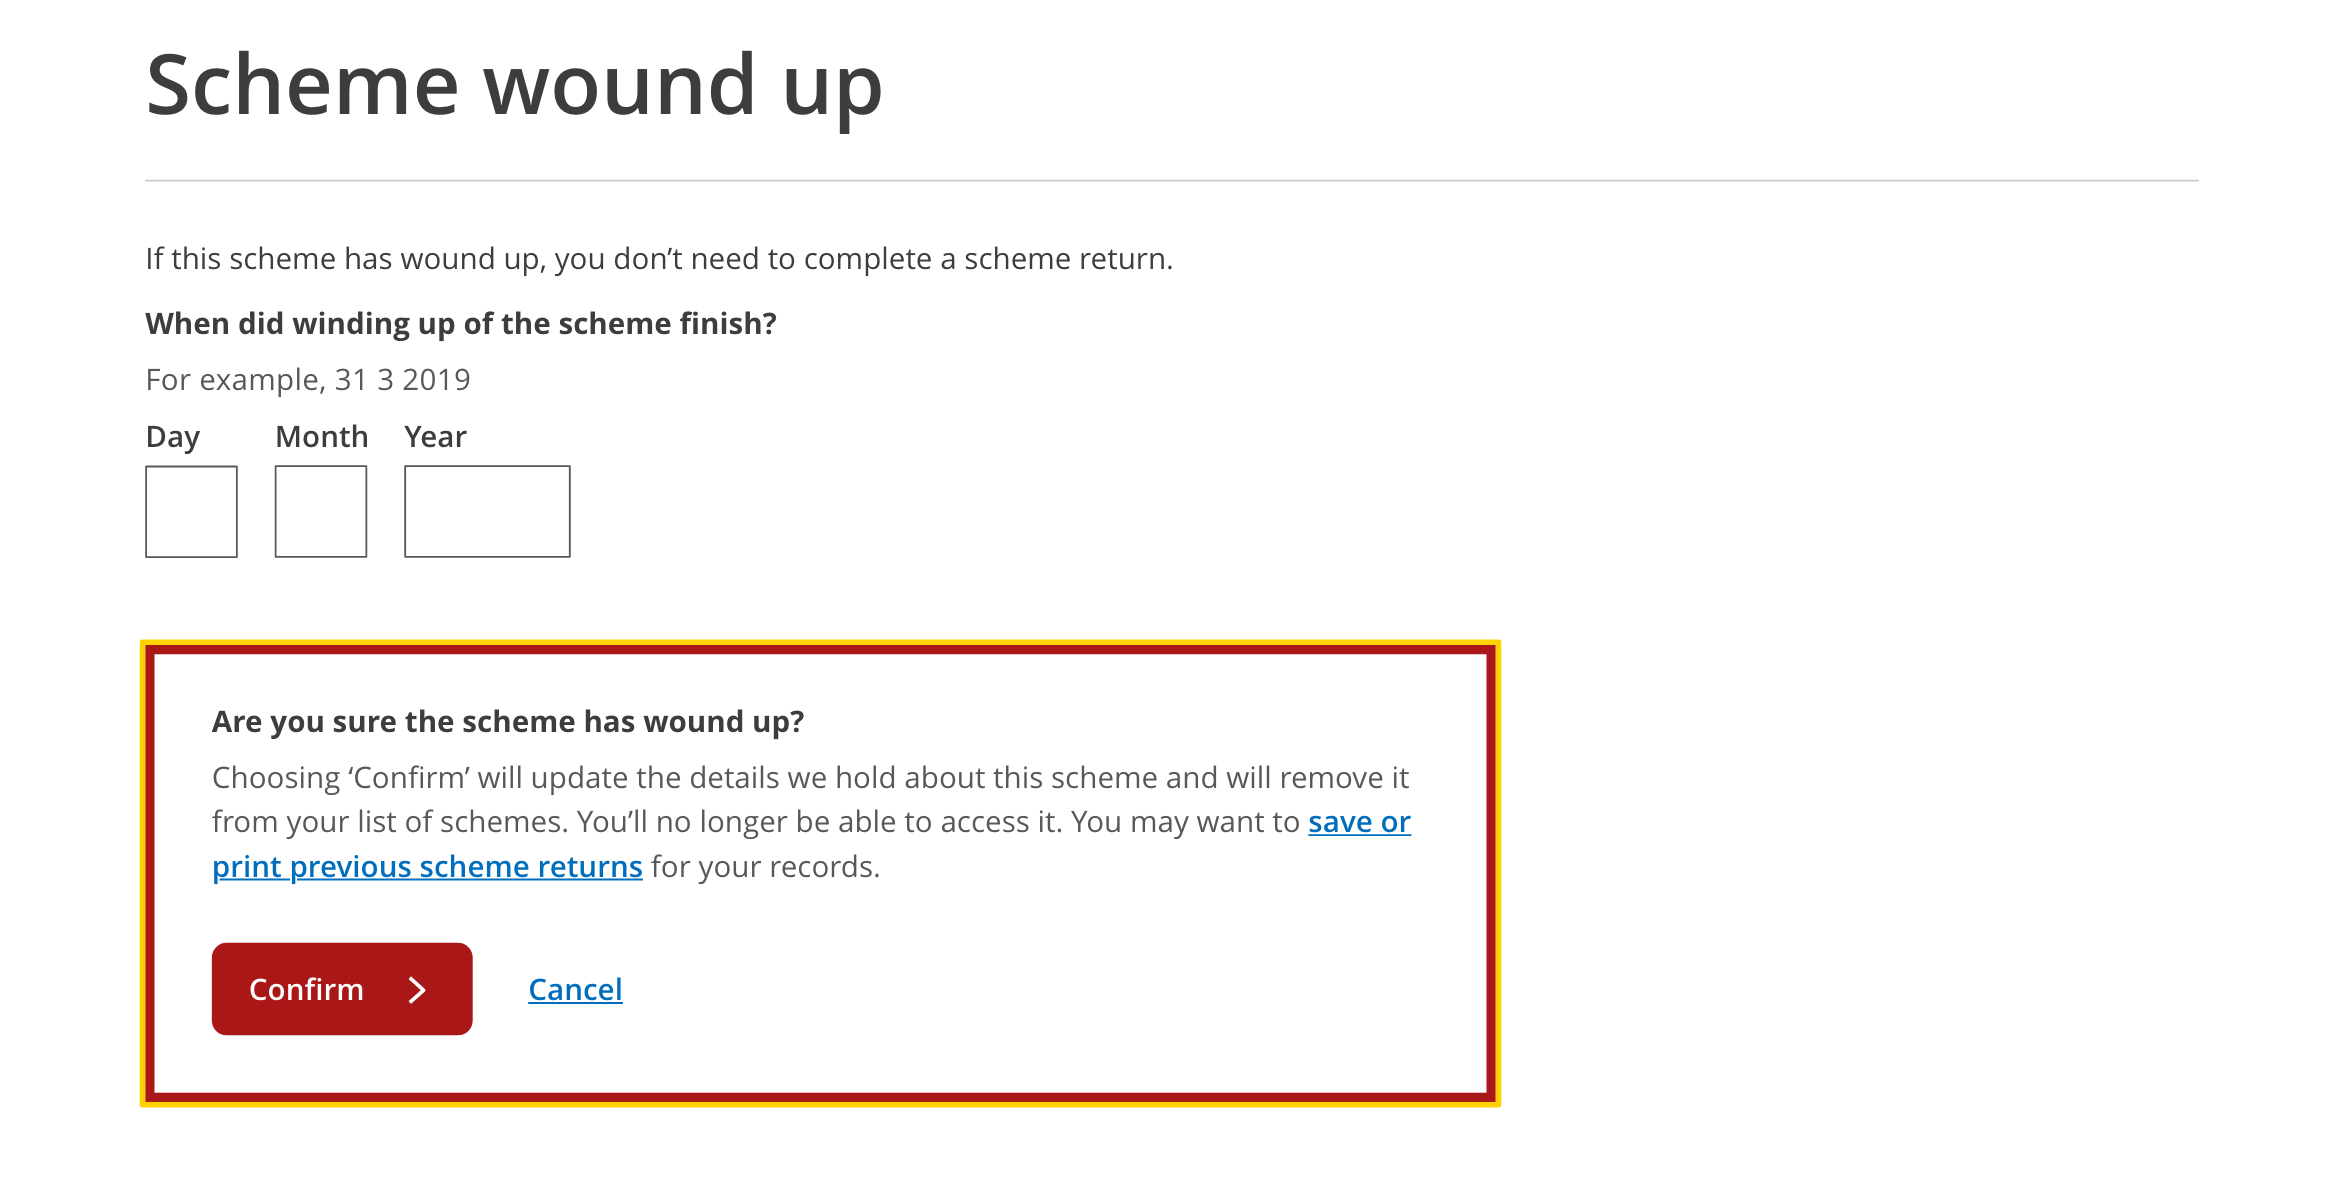 Scheme wound up
If this scheme has wound up, you don’t need to complete a scheme return.
When did winding up of the scheme finish?
For example, 31 3 2019
Day Month Year
Are you sure the scheme has wound up?
Choosing ‘Confirm’ will update the details we hold about this scheme and will remove it
from your list of schemes. You’ll no longer be able to access it. You may want to save or
print previous scheme returns for your records.
Confirm Cancel